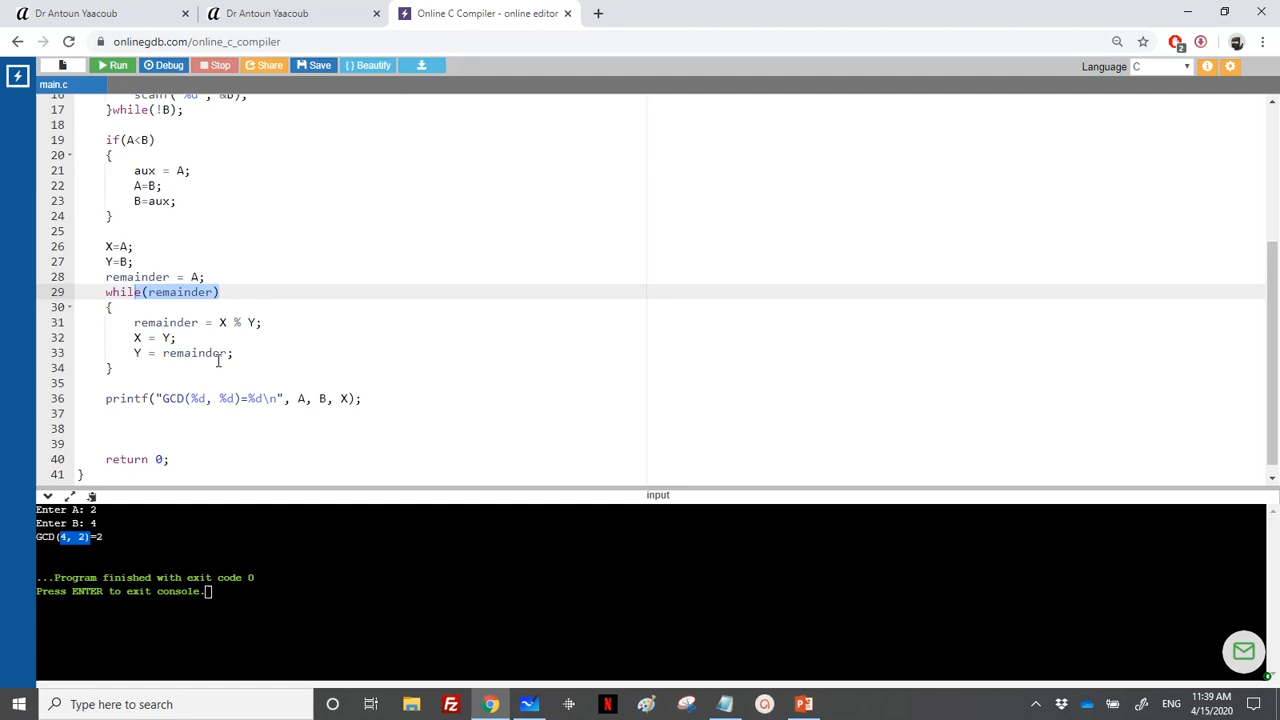 Dr Antoun Yaacoub
Dr Antoun Yaacoub
Online C Compiler - online editor
onlinegdb.com/online_c_compiler
2
Run
Debug
Stop
Share
Save
{ } Beautify
Language C
main.c
16 scanf("%d", &B);
17 }while(!B);
18
19 if(A<B)
20 {
21 aux = A;
22 A=B;
23 B=aux;
24 }
25
26 X=A;
27 Y=B;
28 remainder = A;
29 while(remainder)
30 {
31 remainder = X % Y;
32 X = Y;
33 Y = remainder;
34 }
35
36 printf("GCD(%d, %d)=%d\n", A, B, X);
37
38
39
40 return 0;
41 }
input
Enter A: 2
Enter B: 4
GCD(4, 2)=2
...Program finished with exit code 0
Press ENTER to exit console.
Type here to search
ENG
11:39 AM
4/15/2020